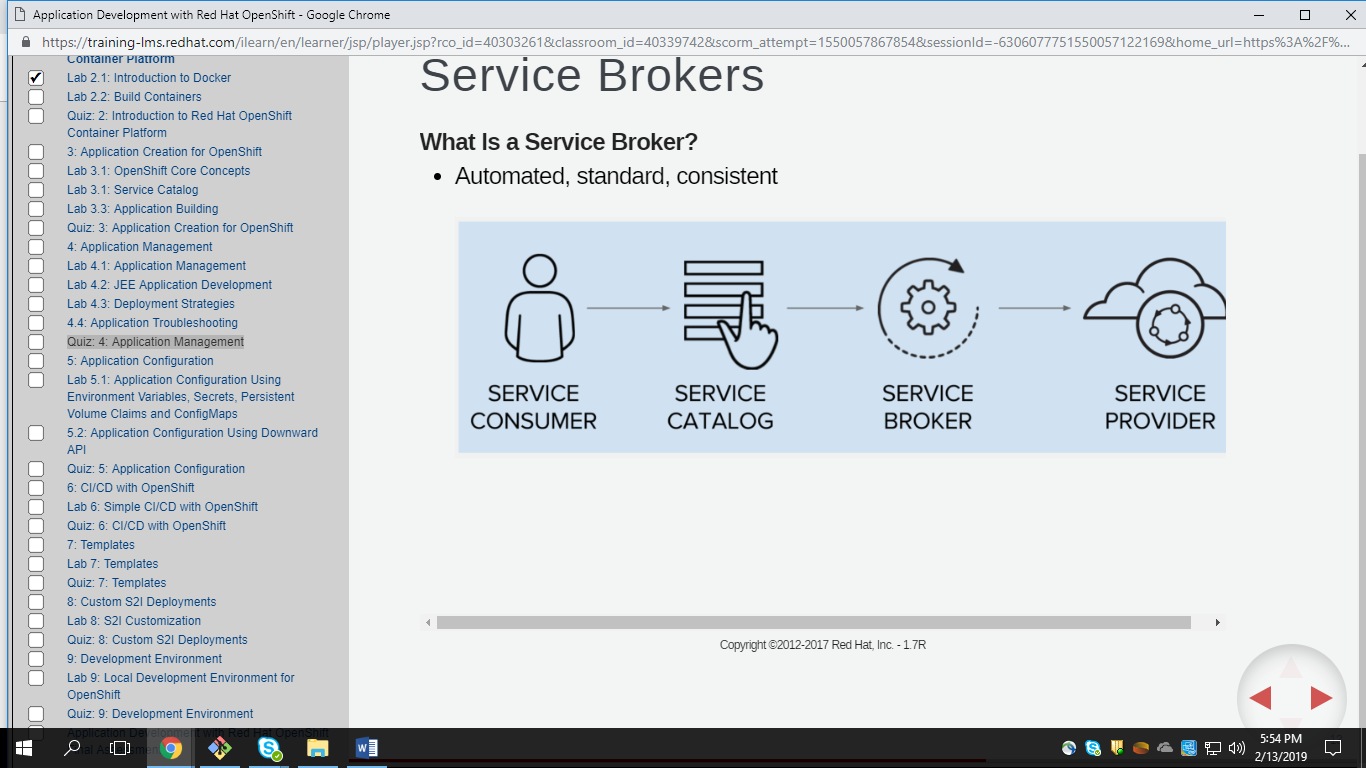 Application Development with Red Hat OpenShift - Google Chrome
https://training-lms.redhat.com/ilearn/en/learner/jsp/player.jsp?rco_id=40303261&classroom_id=40339742&scorm_attempt=1550057867854&sessionId=-6306077751550057122169&home_url=https%3A%2F%...
Container Platform
Lab 2.1: Introduction to Docker
Lab 2.2: Build Containers
Quiz: 2: Introduction to Red Hat OpenShift
Container Platform
3: Application Creation for OpenShift
Lab 3.1: OpenShift Core Concepts
Lab 3.1: Service Catalog
Lab 3.3: Application Building
Quiz: 3: Application Creation for OpenShift
4: Application Management
Lab 4.1: Application Management
Lab 4.2: JEE Application Development
Lab 4.3: Deployment Strategies
4.4: Application Troubleshooting
Quiz: 4: Application Management
5: Application Configuration
Lab 5.1: Application Configuration Using
Environment Variables, Secrets, Persistent
Volume Claims and ConfigMaps
5.2: Application Configuration Using Downward
API
Quiz: 5: Application Configuration
6: CI/CD with OpenShift
Lab 6: Simple CI/CD with OpenShift
Quiz: 6: CI/CD with OpenShift
7: Templates
Lab 7: Templates
Quiz: 7: Templates
8: Custom S2I Deployments
Lab 8: S2I Customization
Quiz: 8: Custom S2I Deployments
9: Development Environment
Lab 9: Local Development Environment for
OpenShift
Quiz: 9: Development Environment
Application Development with Red Hat OpenShift
Service Brokers
What Is a Service Broker?
• Automated, standard, consistent
SERVICE CONSUMER
SERVICE CATALOG
SERVICE BROKER
SERVICE PROVIDER
Copyright ©2012-2017 Red Hat, Inc. - 1.7R
5:54 PM
2/13/2019